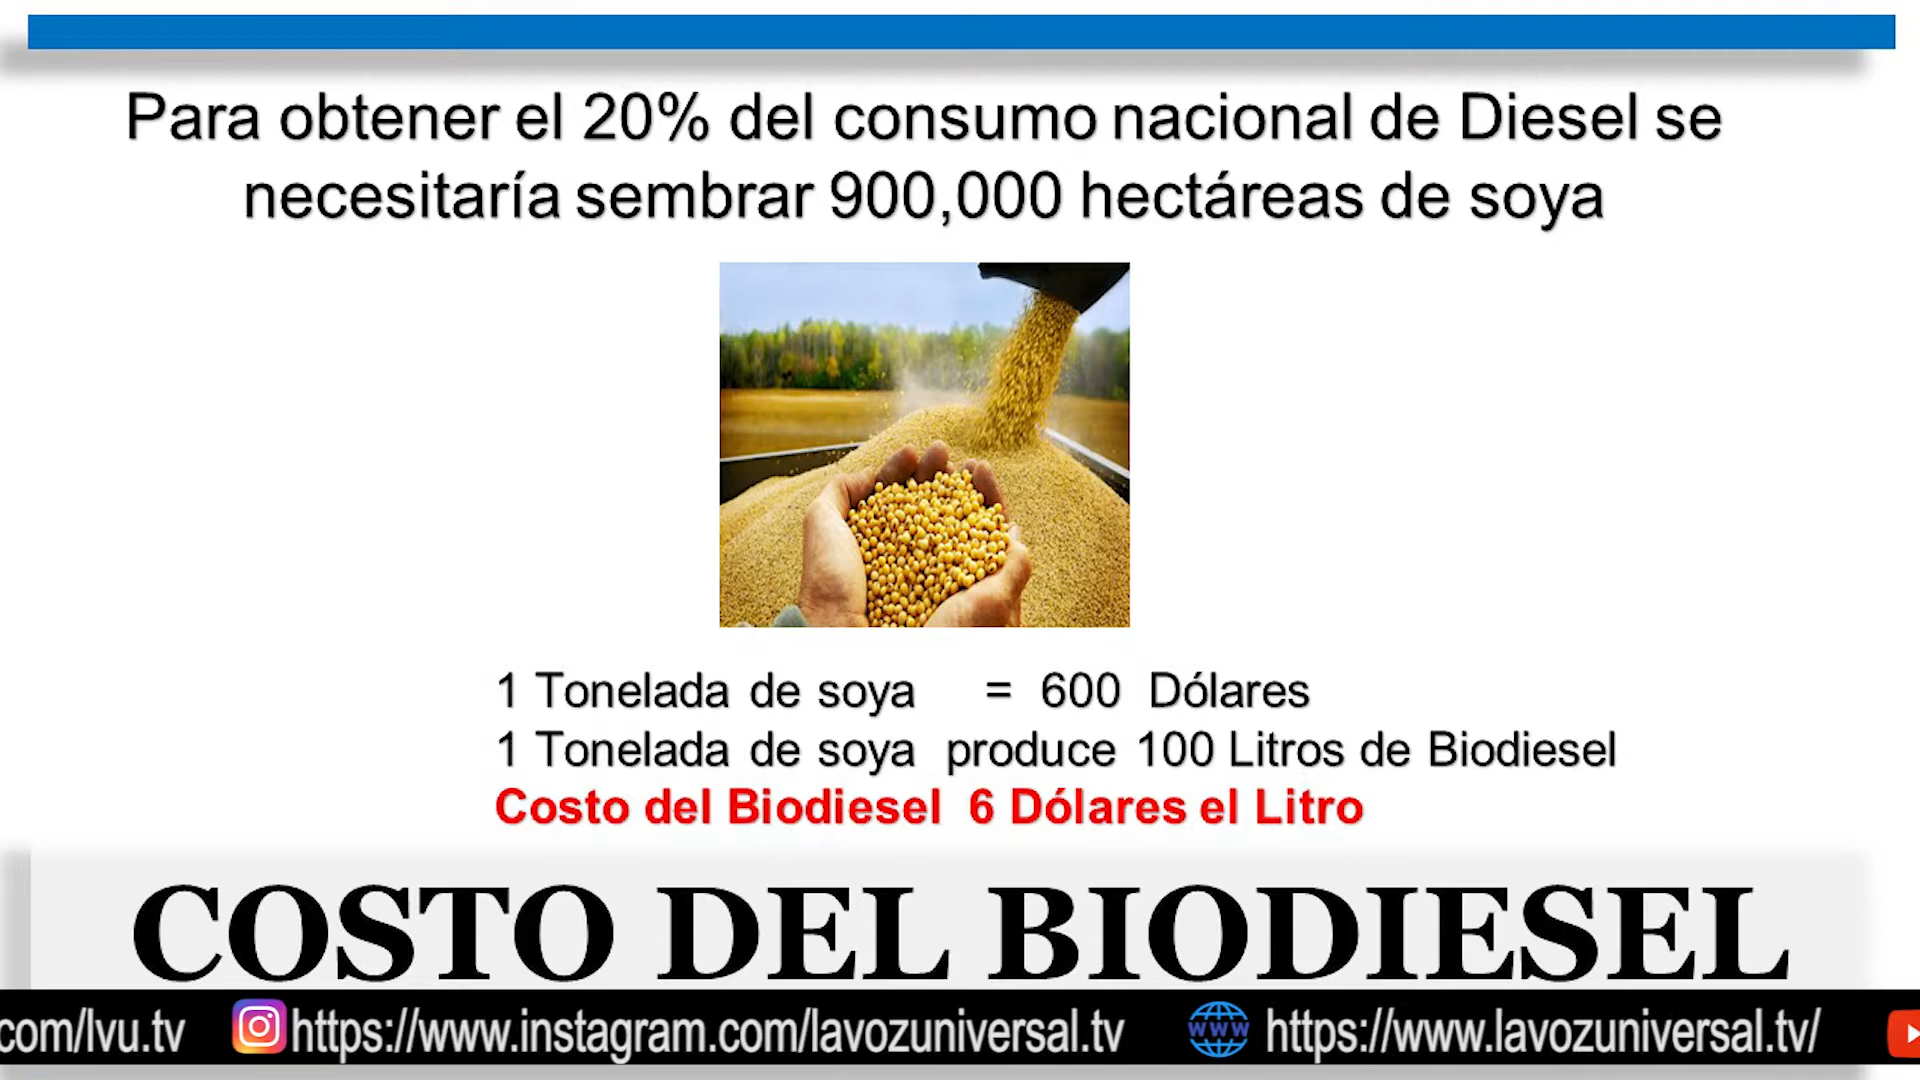 Para obtener el 20% del consumo nacional de Diesel se
necesitaría sembrar 900,000 hectáreas de soya
1 Tonelada de soya = 600 Dólares
1 Tonelada de soya produce 100 Litros de Biodiesel
Costo del Biodiesel 6 Dólares el Litro
COSTO DEL BIODIESEL
com/lvu.tv https://www.instagram.com/lavozuniversal.tv www https://www.lavozuniversal.tv/